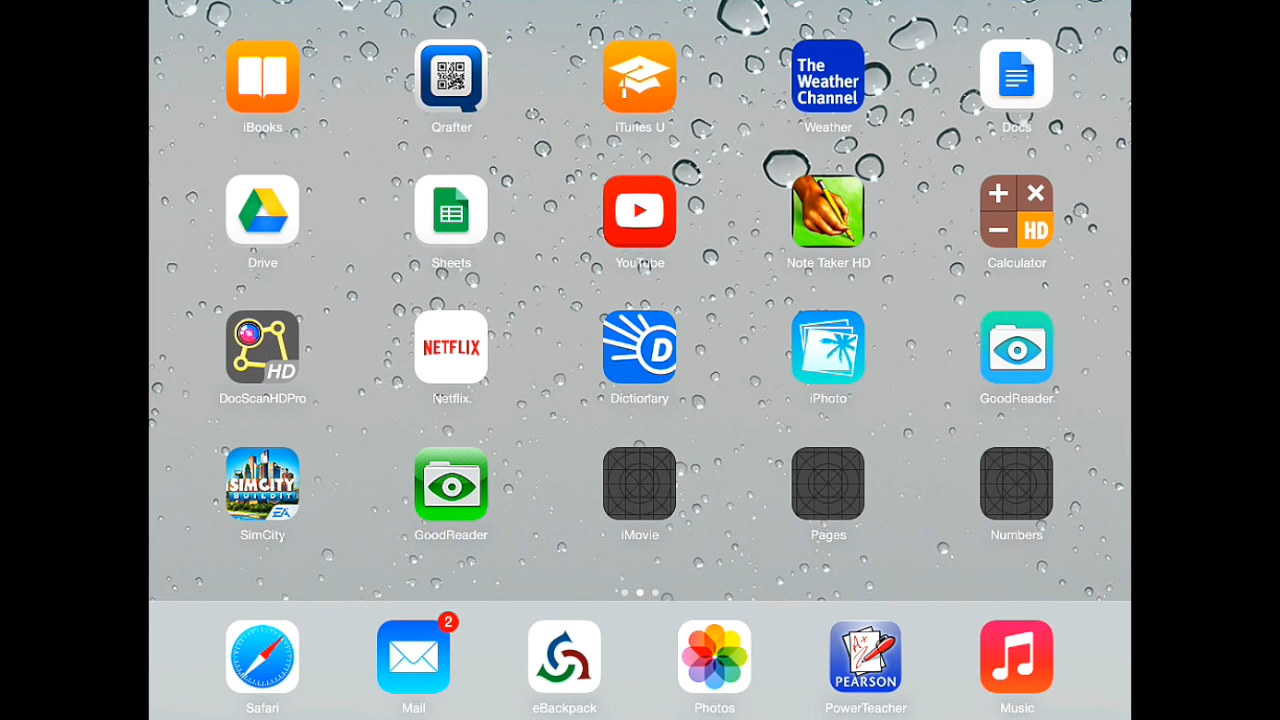 The
Weather
Channel
iBooks
Qrafter
iTunes U
Weather
Docs
HD
Drive
Sheets
YouTube
Note Taker HD
Calculator
HD
NETFLIX
D
DocScanHDPro
Netflix
Dictionary
iPhoto
GoodReader
SIMCITY
BUILDIT
EA
SimCity
GoodReader
iMovie
Pages
Numbers
2
A+
PEARSON
Safari
Mail
eBackpack
Photos
PowerTeacher
Music